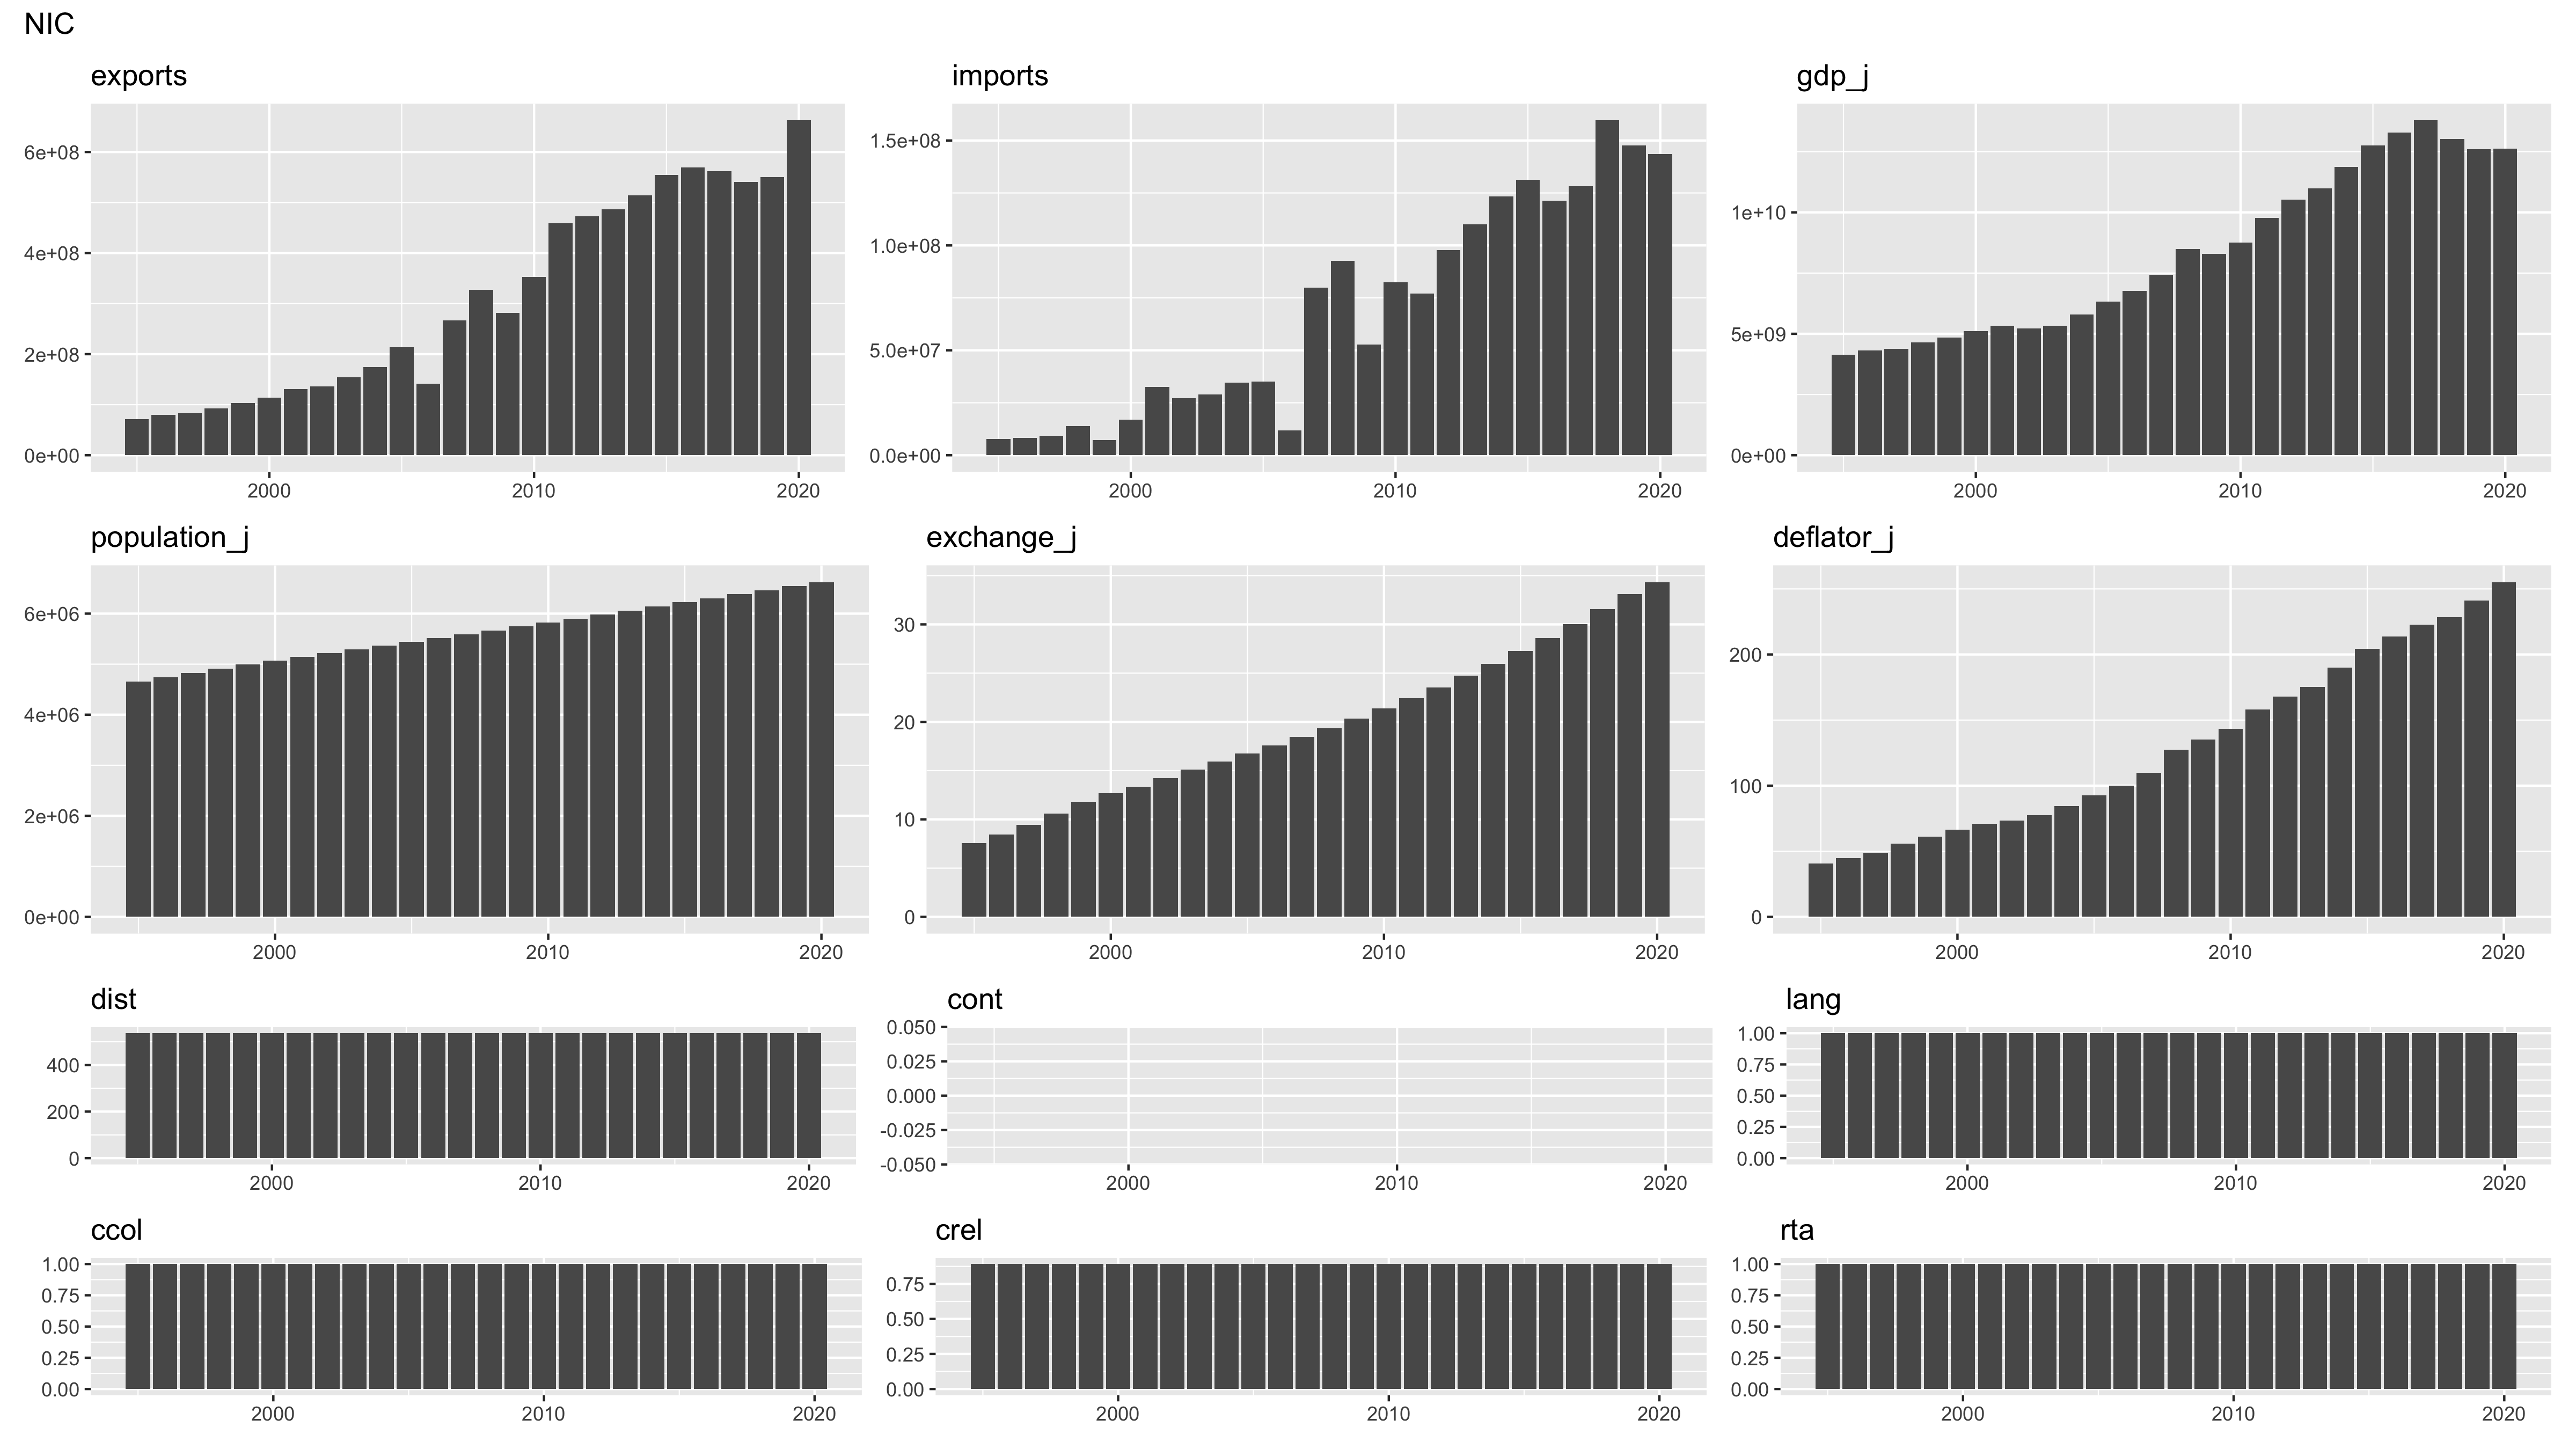 NIC
exports
6e+08
4e+08
2e+08
0e+00
2000 2010 2020
imports
1.5e+08
1.0e+08
5.0e+07
0.0e+00
2000 2010 2020
gdp_j
1e+10
5e+09
0e+00
2000 2010 2020
population_j
6e+06
4e+06
2e+06
0e+00
2000 2010 2020
exchange_j
30
20
10
0
2000 2010 2020
deflator_j
200
100
0
2000 2010 2020
dist
400
200
0
2000 2010 2020
cont
0.050
0.025
0.000
-0.025
-0.050
2000 2010 2020
lang
1.00
0.75
0.50
0.25
0.00
2000 2010 2020
ccol
1.00
0.75
0.50
0.25
0.00
2000 2010 2020
crel
0.75
0.50
0.25
0.00
2000 2010 2020
rta
1.00
0.75
0.50
0.25
0.00
2000 2010 2020